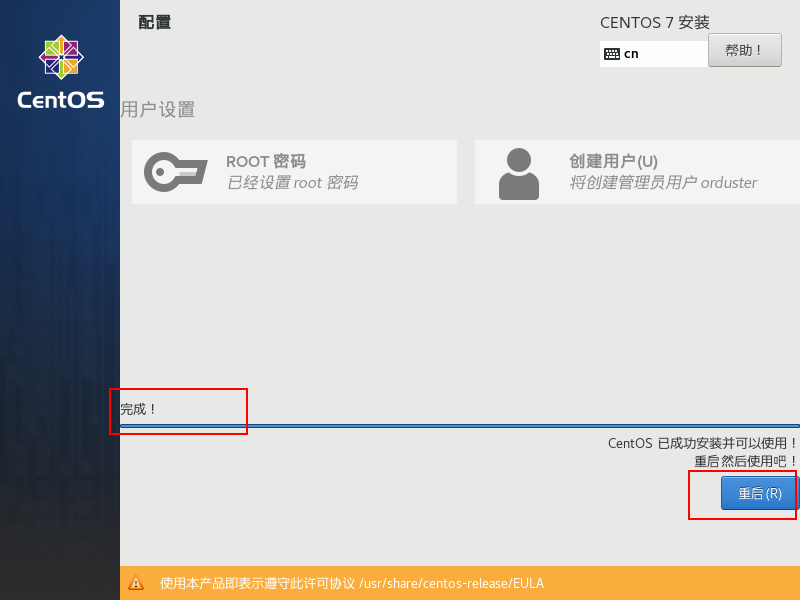 配置
CENTOS 7 安装
cn
帮助！
CentOS
用户设置
ROOT 密码
已经设置 root 密码
创建用户(U)
将创建管理员用户 orduster
完成！
CentOS 已成功安装并可以使用！
重启然后使用吧！
重启(R)
使用本产品即表示遵守此许可协议 /usr/share/centos-release/EULA